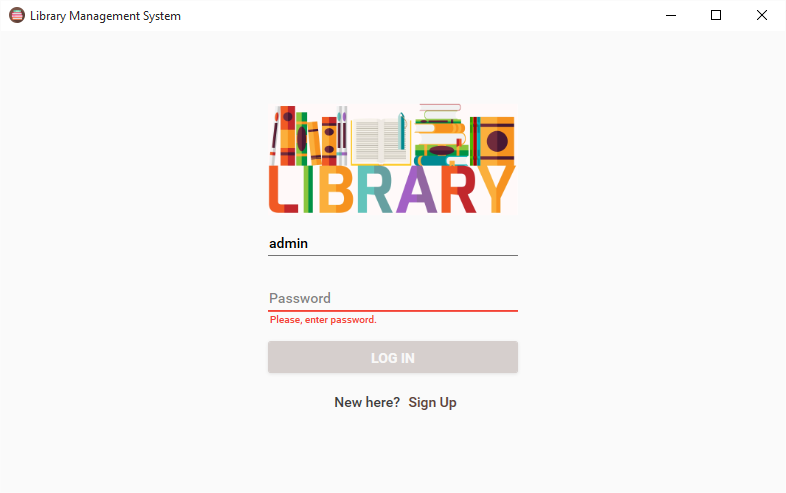 Library Management System
LIBRARY
admin
Password
Please, enter password.
LOG IN
New here? Sign Up